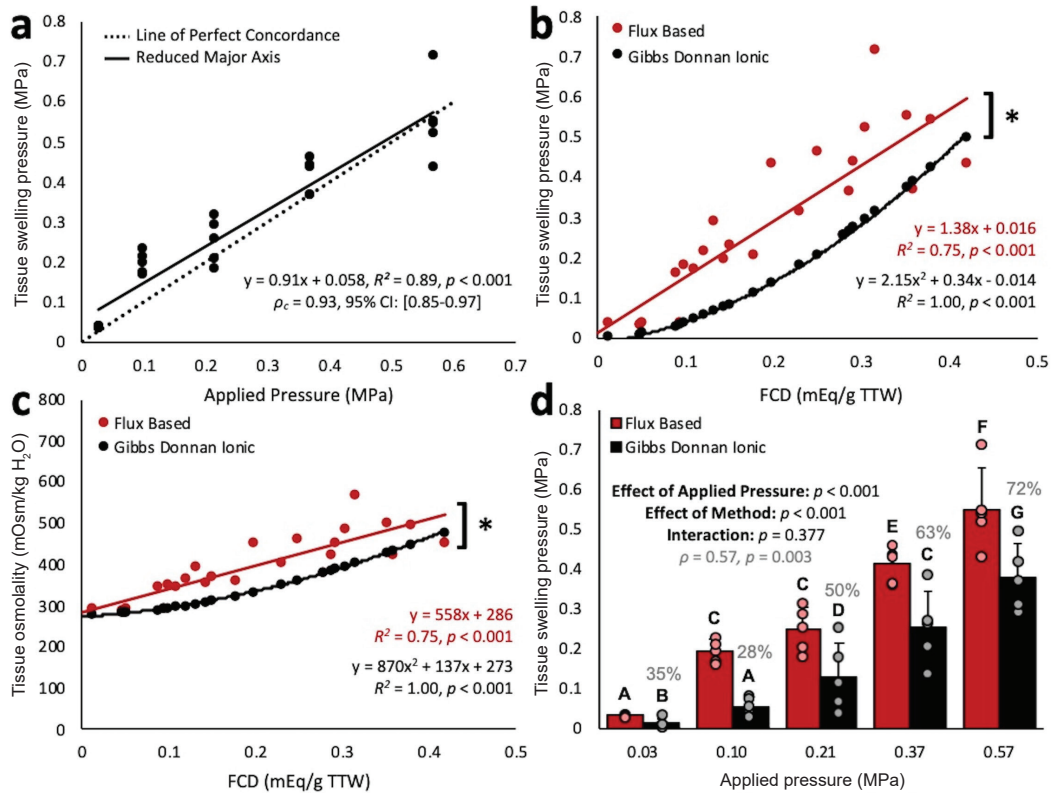 a
0.8
0.7
0.6
0.5
0.4
0.3
0.2
0.1
0
Tissue swelling pressure (MPa)
Line of Perfect Concordance
Reduced Major Axis
y = 0.91x + 0.058, R² = 0.89, p < 0.001
ρc = 0.93, 95% CI: [0.85-0.97]
0 0.1 0.2 0.3 0.4 0.5 0.6 0.7
Applied Pressure (MPa)
b
0.8
0.7
0.6
0.5
0.4
0.3
0.2
0.1
0
Tissue swelling pressure (MPa)
Flux Based
Gibbs Donnan Ionic
*
y = 1.38x + 0.016
R² = 0.75, p < 0.001
y = 2.15x² + 0.34x - 0.014
R² = 1.00, p < 0.001
0 0.1 0.2 0.3 0.4 0.5
FCD (mEq/g TTW)
c
800
700
600
500
400
300
200
100
0
Tissue osmolality (mOsm/kg H₂O)
Flux Based
Gibbs Donnan Ionic
*
y = 558x + 286
R² = 0.75, p < 0.001
y = 870x² + 137x + 273
R² = 1.00, p < 0.001
0 0.1 0.2 0.3 0.4 0.5
FCD (mEq/g TTW)
d
0.8
0.7
0.6
0.5
0.4
0.3
0.2
0.1
0
Tissue swelling pressure (MPa)
Flux Based
Gibbs Donnan Ionic
Effect of Applied Pressure: p < 0.001
Effect of Method: p < 0.001
Interaction: p = 0.377
ρ = 0.57, p = 0.003
A
35%
B
C
28%
A
C
50%
D
E
63%
C
F
72%
G
0.03 0.10 0.21 0.37 0.57
Applied pressure (MPa)